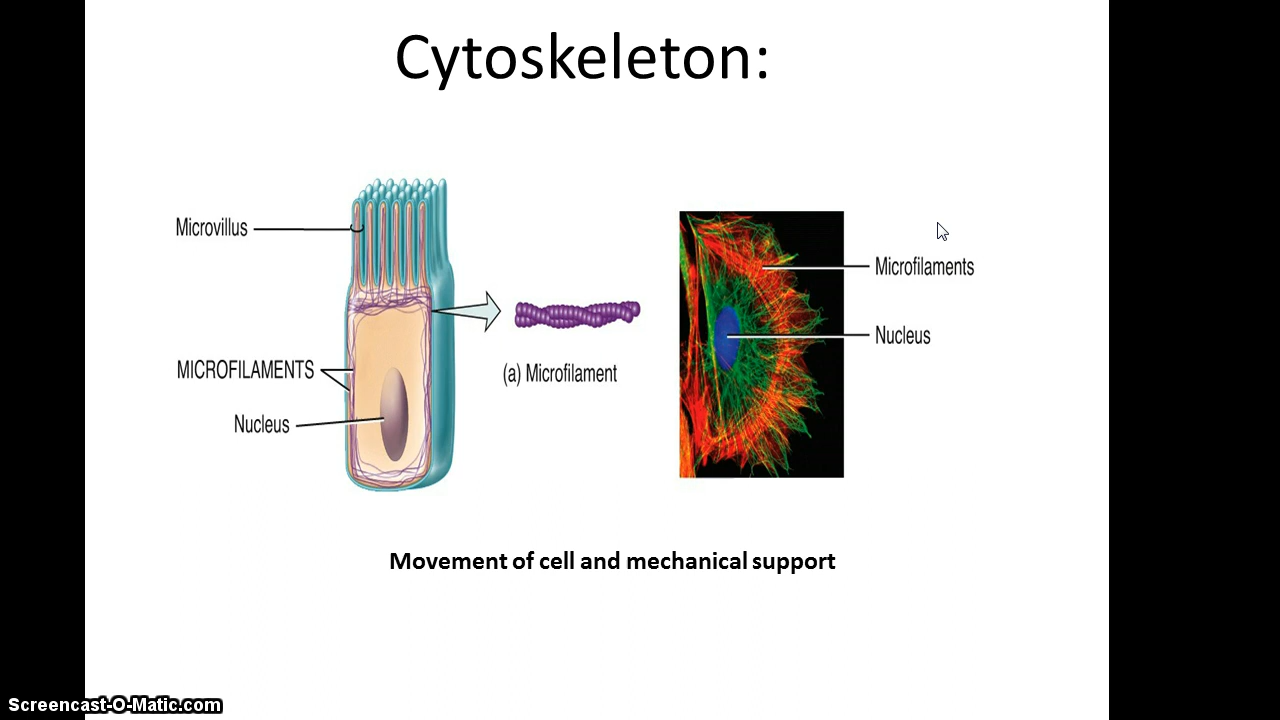 Cytoskeleton:
Microvillus
Microfilaments
MICROFILAMENTS
Nucleus
(a) Microfilament
Nucleus
Movement of cell and mechanical support
Screencast-O-Matic.com